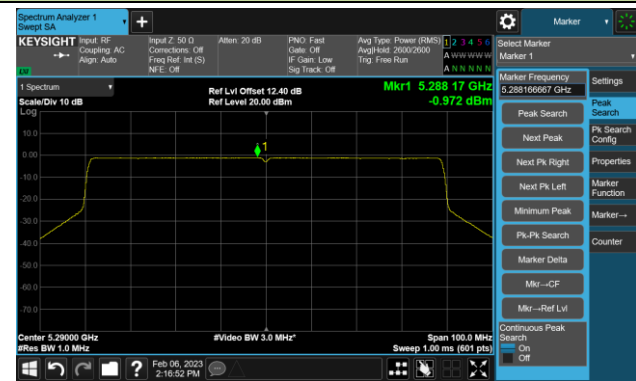 Spectrum Analyzer 1
Swept SA
+
Marker
KEYSIGHT
Input: RF
Coupling: AC
Align: Auto
Input Z: 50 Ω
Corrections: Off
Freq Ref: Int (S)
NFE: Off
Atten: 20 dB
PNO: Fast
Gate: Off
IF Gain: Low
Sig Track: Off
Avg Type: Power (RMS)
Avg|Hold: 2600/2600
Trig: Free Run
1 2 3 4 5 6
A W W W W W
A N N N N N
Select Marker
Marker 1
1 Spectrum
Scale/Div 10 dB
Log
Ref Lvl Offset 12.40 dB
Ref Level 20.00 dBm
Mkr1 5.288 17 GHz
-0.972 dBm
1
10.0
0.00
-10.0
-20.0
-30.0
-40.0
-50.0
-60.0
-70.0
Center 5.29000 GHz
#Res BW 1.0 MHz
#Video BW 3.0 MHz*
Span 100.0 MHz
Sweep 1.00 ms (601 pts)
Marker Frequency
5.288166667 GHz
Peak Search
Next Peak
Next Pk Right
Next Pk Left
Minimum Peak
Pk-Pk Search
Marker Delta
Mkr→CF
Mkr→Ref Lvl
Continuous Peak
Search
On
Off
Settings
Peak
Search
Pk Search
Config
Properties
Marker
Function
Marker→
Counter
?
Feb 06, 2023
2:16:52 PM